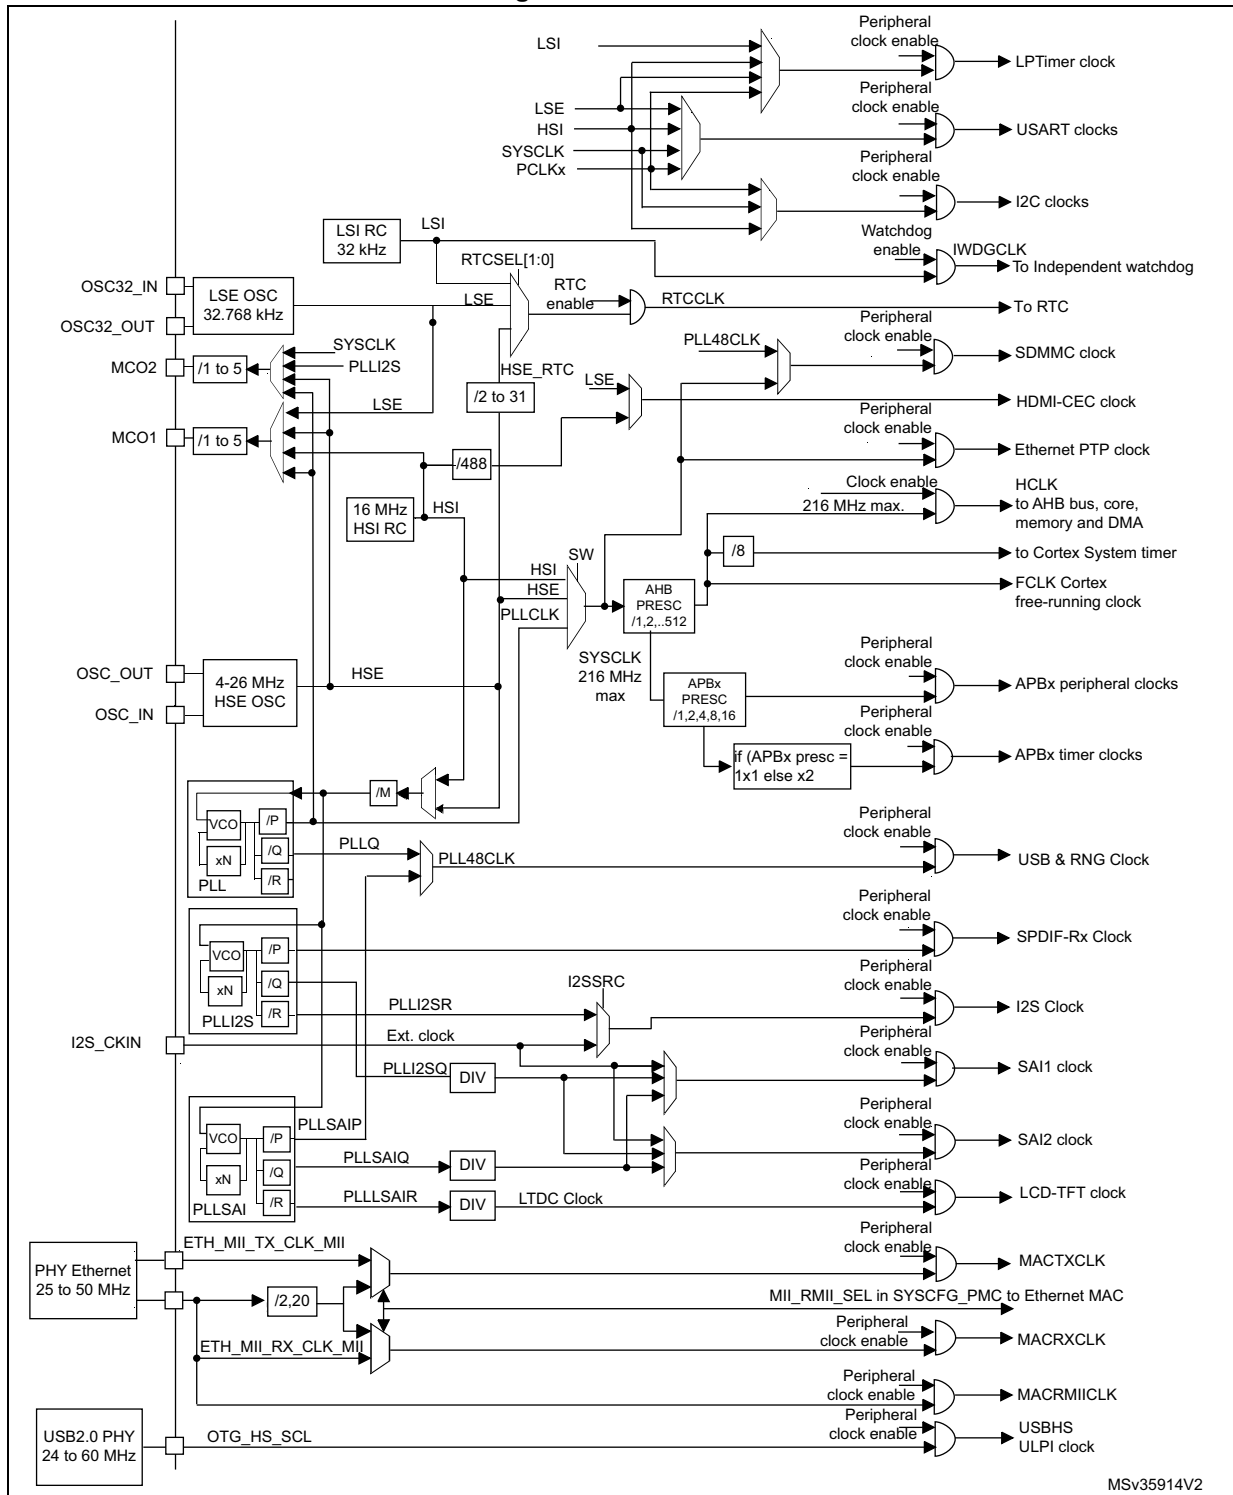 Peripheral
clock enable
LSI
LPTimer clock
Peripheral
clock enable
LSE
HSI
USART clocks
SYSCLK
PCLKx
Peripheral
clock enable
I2C clocks
LSI RC
32 kHz
LSI
Watchdog
enable
IWDGCLK
To Independent watchdog
RTCSEL[1:0]
OSC32_IN
OSC32_OUT
LSE OSC
32.768 kHz
LSE
RTC
enable
RTCCLK
To RTC
SYSCLK
PLLI2S
MCO2
/1 to 5
PLL48CLK
Peripheral
clock enable
SDMMC clock
HSE_RTC
/2 to 31
LSE
LSE
HDMI-CEC clock
MCO1
/1 to 5
Peripheral
clock enable
Ethernet PTP clock
/488
16 MHz
HSI RC
HSI
Clock enable
216 MHz max.
HCLK
to AHB bus, core,
memory and DMA
/8
to Cortex System timer
SW
HSI
HSE
PLLCLK
AHB
PRESC
/1,2,..512
FCLK Cortex
free-running clock
SYSCLK
216 MHz
max
OSC_OUT
OSC_IN
4-26 MHz
HSE OSC
HSE
APBx
PRESC
/1,2,4,8,16
Peripheral
clock enable
APBx peripheral clocks
Peripheral
clock enable
if (APBx presc =
1x1 else x2
APBx timer clocks
/M
VCO
xN
/P
/Q
/R
PLL
PLLQ
PLL48CLK
Peripheral
clock enable
USB & RNG Clock
VCO
xN
/P
/Q
/R
PLLI2S
Peripheral
clock enable
SPDIF-Rx Clock
PLLI2SR
I2SSRC
Peripheral
clock enable
I2S Clock
I2S_CKIN
Ext. clock
PLLI2SQ
DIV
Peripheral
clock enable
SAI1 clock
VCO
xN
/P
/Q
/R
PLLSAI
PLLSAIP
Peripheral
clock enable
SAI2 clock
PLLSAIQ
DIV
PLLLSAIR
DIV
LTDC Clock
Peripheral
clock enable
LCD-TFT clock
PHY Ethernet
25 to 50 MHz
ETH_MII_TX_CLK_MII
Peripheral
clock enable
MACTXCLK
/2,20
MII_RMII_SEL in SYSCFG_PMC to Ethernet MAC
ETH_MII_RX_CLK_MII
Peripheral
clock enable
MACRXCLK
Peripheral
clock enable
MACRMIICLK
USB2.0 PHY
24 to 60 MHz
OTG_HS_SCL
Peripheral
clock enable
USBHS
ULPI clock
MSv35914V2